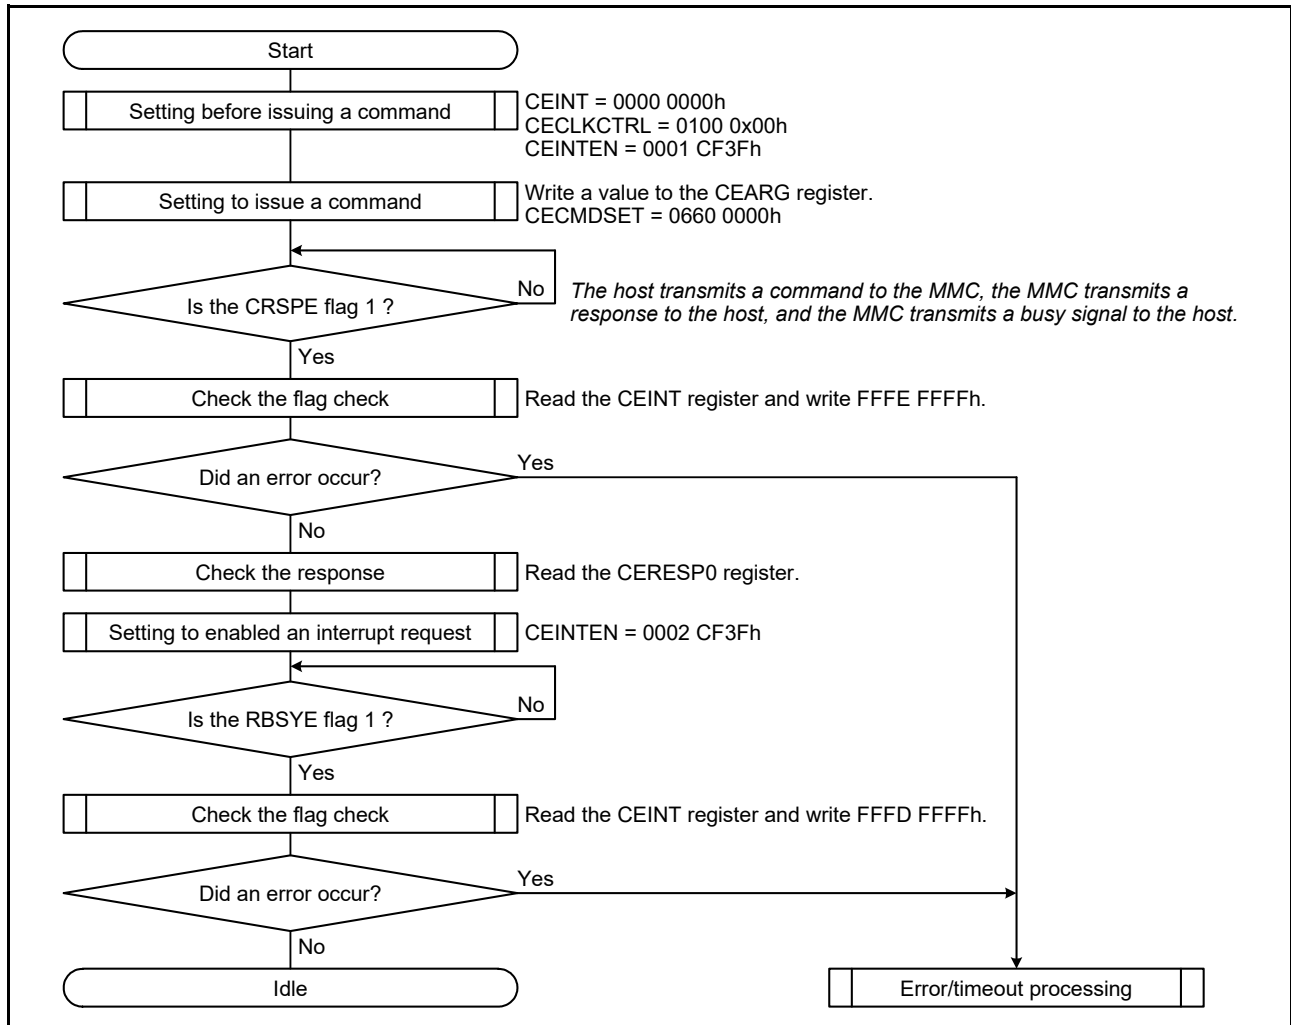 Start
Setting before issuing a command
CEINT = 0000 0000h
CECLKCTRL = 0100 0x00h
CEINTEN = 0001 CF3Fh
Setting to issue a command
Write a value to the CEARG register.
CECMDSET = 0660 0000h
Is the CRSPE flag 1 ?
No
The host transmits a command to the MMC, the MMC transmits a
response to the host, and the MMC transmits a busy signal to the host.
Yes
Check the flag check
Read the CEINT register and write FFFE FFFFh.
Did an error occur?
Yes
No
Check the response
Read the CERESP0 register.
Setting to enabled an interrupt request
CEINTEN = 0002 CF3Fh
Is the RBSYE flag 1 ?
No
Yes
Check the flag check
Read the CEINT register and write FFFD FFFFh.
Did an error occur?
Yes
No
Idle
Error/timeout processing